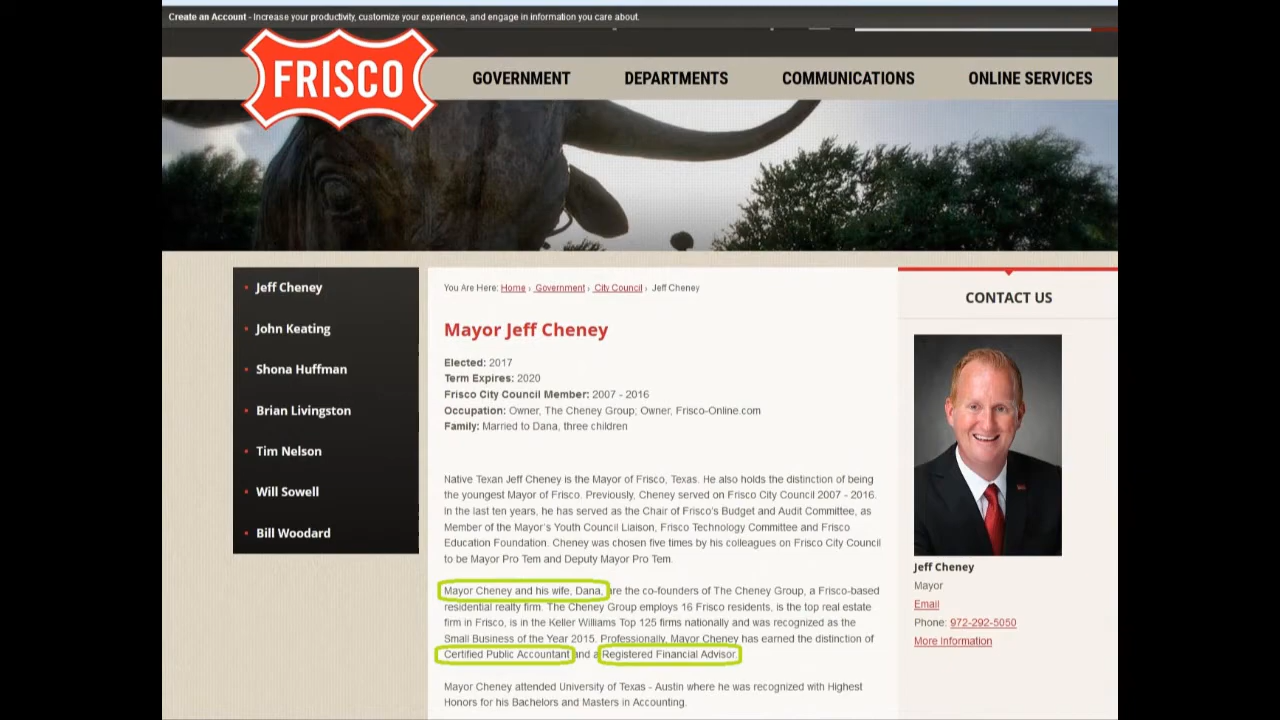 Create an Account - Increase your productivity, customize your experience, and engage in information you care about.
FRISCO
GOVERNMENT DEPARTMENTS COMMUNICATIONS ONLINE SERVICES
Jeff Cheney
John Keating
Shona Huffman
Brian Livingston
Tim Nelson
Will Sowell
Bill Woodard
You Are Here: Home › Government › City Council › Jeff Cheney
Mayor Jeff Cheney
Elected: 2017
Term Expires: 2020
Frisco City Council Member: 2007 - 2016
Occupation: Owner, The Cheney Group; Owner, Frisco-Online.com
Family: Married to Dana, three children
Native Texan Jeff Cheney is the Mayor of Frisco, Texas. He also holds the distinction of being
the youngest Mayor of Frisco. Previously, Cheney served on Frisco City Council 2007 - 2016.
In the last ten years, he has served as the Chair of Frisco's Budget and Audit Committee, as
Member of the Mayor's Youth Council Liaison, Frisco Technology Committee and Frisco
Education Foundation. Cheney was chosen five times by his colleagues on Frisco City Council
to be Mayor Pro Tem and Deputy Mayor Pro Tem.
Mayor Cheney and his wife, Dana, are the co-founders of The Cheney Group, a Frisco-based
residential realty firm. The Cheney Group employs 16 Frisco residents, is the top real estate
firm in Frisco, is in the Keller Williams Top 125 firms nationally and was recognized as the
Small Business of the Year 2015. Professionally, Mayor Cheney has earned the distinction of
Certified Public Accountant and a Registered Financial Advisor.
Mayor Cheney attended University of Texas - Austin where he was recognized with Highest
Honors for his Bachelors and Masters in Accounting.
CONTACT US
Jeff Cheney
Mayor
Email
Phone: 972-292-5050
More Information